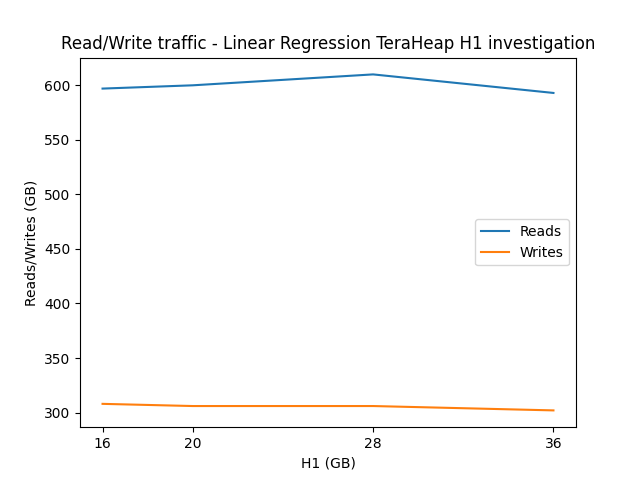 Read/Write traffic - Linear Regression TeraHeap H1 investigation
600
550
500
450
400
350
300
Reads/Writes (GB)
Reads
Writes
16
20
28
36
H1 (GB)